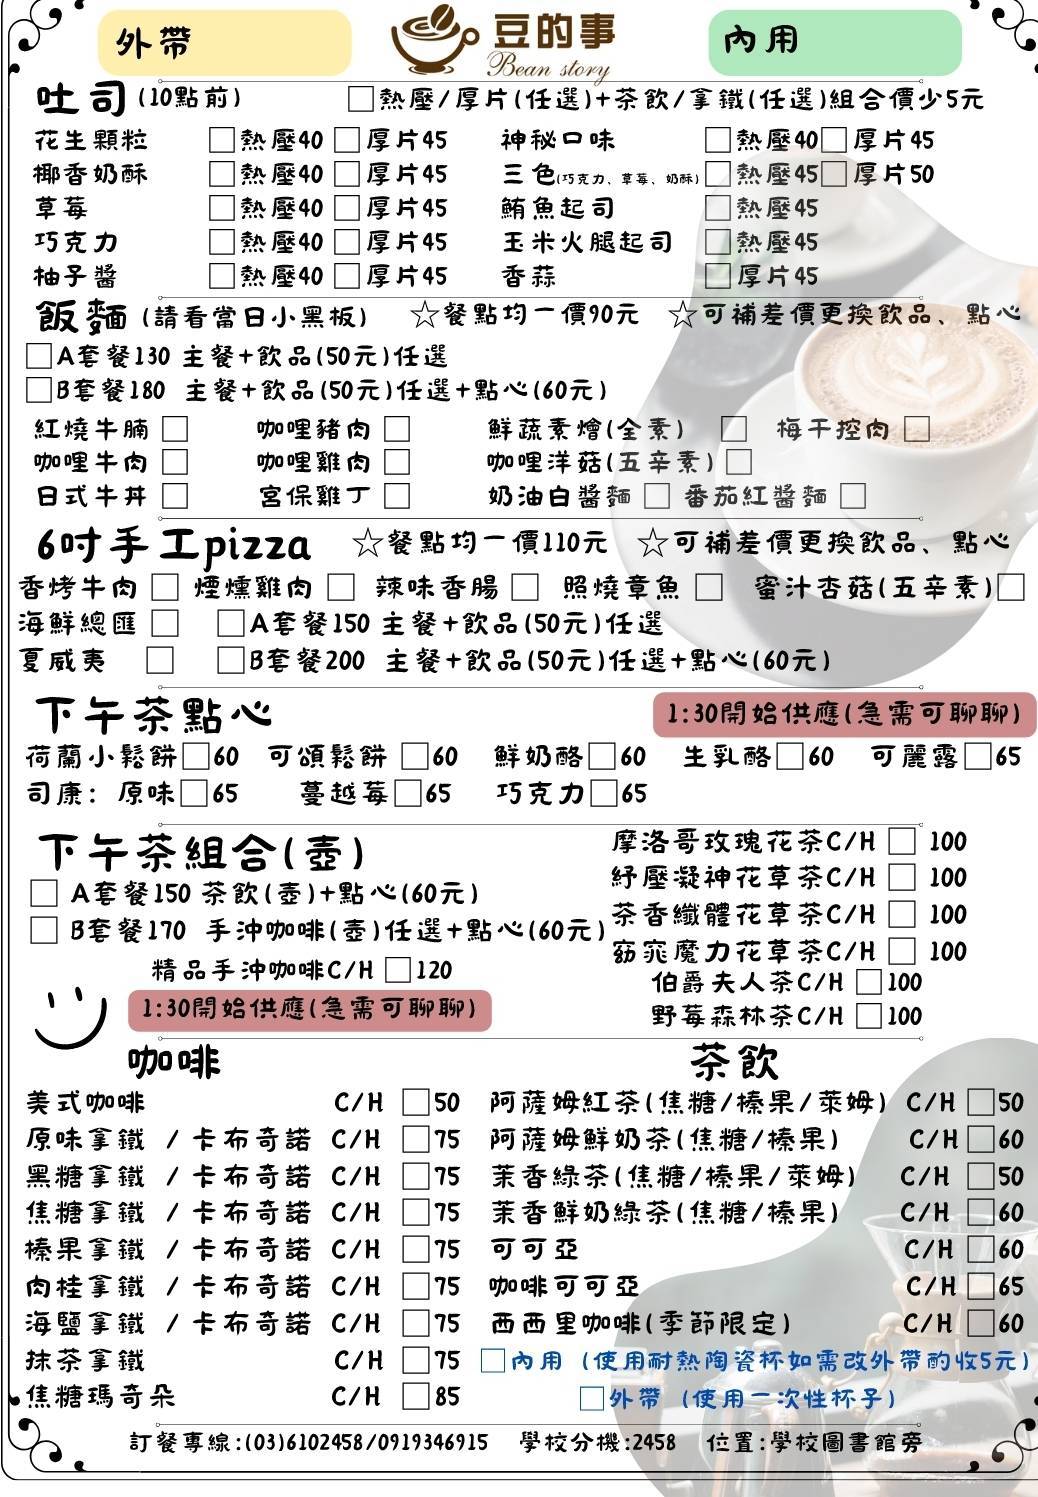 外帶
豆的事
Bean story
內用
吐司(10點前) □熱壓/厚片(任選)+茶飲/拿鐵(任選)組合價少5元
花生顆粒 □熱壓40 □厚片45 神秘口味 □熱壓40 □厚片45
椰香奶酥 □熱壓40 □厚片45 三色(巧克力、草莓、奶酥) □熱壓45 □厚片50
草莓 □熱壓40 □厚片45 鮪魚起司 □熱壓45
巧克力 □熱壓40 □厚片45 玉米火腿起司 □熱壓45
柚子醬 □熱壓40 □厚片45 香蒜 □厚片45
飯麵 (請看當日小黑板) ☆餐點均一價90元 ☆可補差價更換飲品、點心
□A套餐130 主餐+飲品(50元)任選
□B套餐180 主餐+飲品(50元)任選+點心(60元)
紅燒牛腩 □ 咖哩豬肉 □ 鮮蔬素燴(全素) □ 梅干控肉 □
咖哩牛肉 □ 咖哩雞肉 □ 咖哩洋菇(五辛素) □
日式牛丼 □ 宮保雞丁 □ 奶油白醬麵 □ 番茄紅醬麵 □
6吋手工pizza ☆餐點均一價110元 ☆可補差價更換飲品、點心
香烤牛肉 □ 煙燻雞肉 □ 辣味香腸 □ 照燒章魚 □ 蜜汁杏菇(五辛素) □
海鮮總匯 □ □A套餐150 主餐+飲品(50元)任選
夏威夷 □ □B套餐200 主餐+飲品(50元)任選+點心(60元)
下午茶點心 1:30開始供應(急需可聊聊)
荷蘭小鬆餅□60 可頌鬆餅 □60 鮮奶酪□60 生乳酪□60 可麗露□65
司康: 原味□65 蔓越莓□65 巧克力□65
下午茶組合(壺)
□ A套餐150 茶飲(壺)+點心(60元)
□ B套餐170 手沖咖啡(壺)任選+點心(60元)
精品手沖咖啡C/H □120
1:30開始供應(急需可聊聊)
摩洛哥玫瑰花茶C/H □ 100
紓壓凝神花草茶C/H □ 100
茶香纖體花草茶C/H □ 100
窈窕魔力花草茶C/H □ 100
伯爵夫人茶C/H □100
野莓森林茶C/H □100
咖啡
美式咖啡 C/H □50
原味拿鐵 / 卡布奇諾 C/H □75
黑糖拿鐵 / 卡布奇諾 C/H □75
焦糖拿鐵 / 卡布奇諾 C/H □75
榛果拿鐵 / 卡布奇諾 C/H □75
肉桂拿鐵 / 卡布奇諾 C/H □75
海鹽拿鐵 / 卡布奇諾 C/H □75
抹茶拿鐵 C/H □75
焦糖瑪奇朵 C/H □85
茶飲
阿薩姆紅茶(焦糖/榛果/萊姆) C/H □50
阿薩姆鮮奶茶(焦糖/榛果) C/H □60
茉香綠茶(焦糖/榛果/萊姆) C/H □50
茉香鮮奶綠茶(焦糖/榛果) C/H □60
可可亞 C/H □60
咖啡可可亞 C/H □65
西西里咖啡(季節限定) C/H □60
□內用 (使用耐熱陶瓷杯如需改外帶酌收5元)
□外帶 (使用一次性杯子)
訂餐專線:(03)6102458/0919346915 學校分機:2458 位置:學校圖書館旁